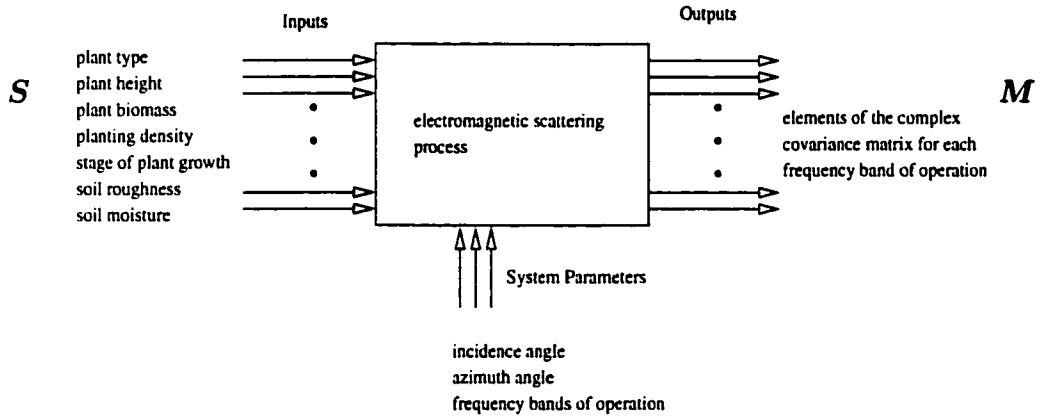 Inputs
Outputs
S
plant type
plant height
plant biomass
planting density
stage of plant growth
soil roughness
soil moisture
electromagnetic scattering
process
M
elements of the complex
covariance matrix for each
frequency band of operation
System Parameters
incidence angle
azimuth angle
frequency bands of operation